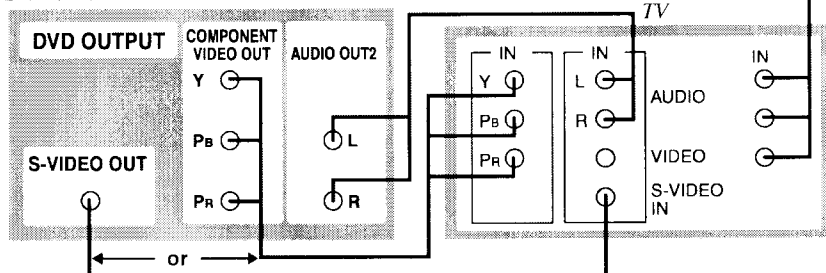 TV
DVD OUTPUT
COMPONENT
VIDEO OUT
AUDIO OUT2
Y
PB
PR
L
R
S-VIDEO OUT
or
IN
Y
PB
PR
IN
L
R
AUDIO
VIDEO
S-VIDEO
IN
IN